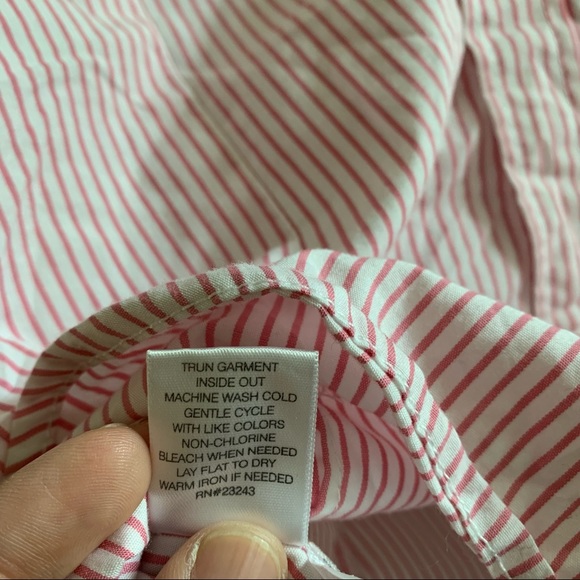 TRUN GARMENT
INSIDE OUT
MACHINE WASH COLD
GENTLE CYCLE
WITH LIKE COLORS
NON-CHLORINE
BLEACH WHEN NEEDED
LAY FLAT TO DRY
WARM IRON IF NEEDED
RN#23243